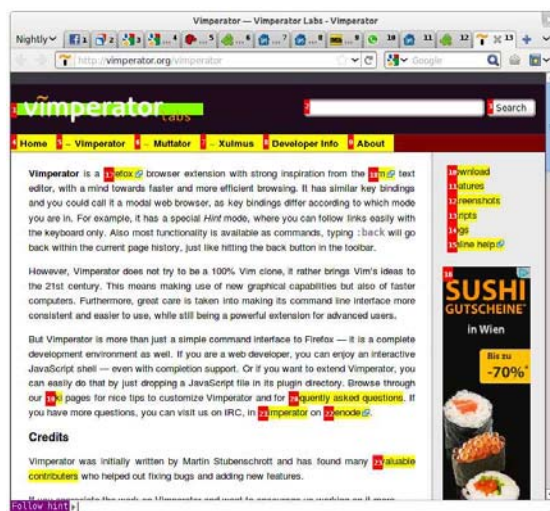 Vimperator — Vimperator Labs - Vimperator
Nightly
http://vimperator.org/vimperator
Google
vimperator
labs
Search
Home
Vimperator
Muttator
Xulmus
Developer Info
About
Vimperator is a 17 efox browser extension with strong inspiration from the 18 m text
editor, with a mind towards faster and more efficient browsing. It has similar key bindings
and you could call it a modal web browser, as key bindings differ according to which mode
you are in. For example, it has a special Hint mode, where you can follow links easily with
the keyboard only. Also most functionality is available as commands, typing :back will go
back within the current page history, just like hitting the back button in the toolbar.
However, Vimperator does not try to be a 100% Vim clone, it rather brings Vim's ideas to
the 21st century. This means making use of new graphical capabilities but also of faster
computers. Furthermore, great care is taken into making its command line interface more
consistent and easier to use, while still being a powerful extension for advanced users.
But Vimperator is more than just a simple command interface to Firefox — it is a complete
development environment as well. If you are a web developer, you can enjoy an interactive
JavaScript shell — even with completion support. Or if you want to extend Vimperator, you
can easily do that by just dropping a JavaScript file in its plugin directory. Browse through
our 19 ki pages for nice tips to customize Vimperator and for 20 quently asked questions. If
you have more questions, you can visit us on IRC, in 21 imperator on 22 enode.
Credits
Vimperator was initially written by Martin Stubenschrott and has found many 23 valuable
contributers who helped out fixing bugs and adding new features.
10 wnload
11 atures
12 reenshots
13 ripts
14 gs
15 line help
16
SUSHI
GUTSCHEINE*
in Wien
Bis zu
-70%*
Follow hint